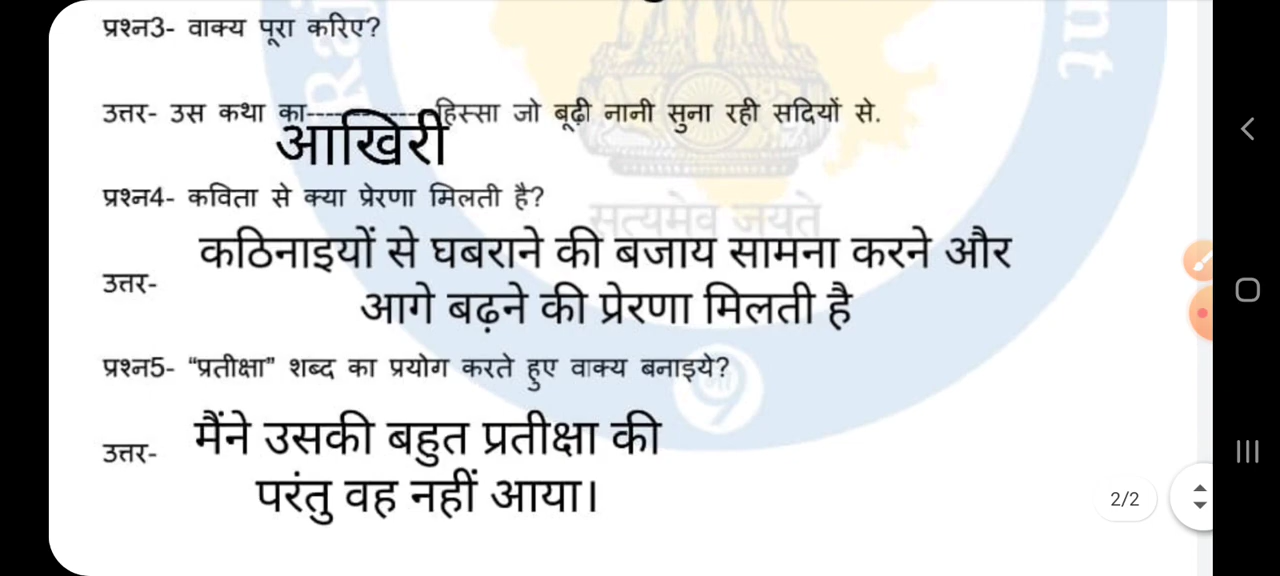 प्रश्न3- वाक्य पूरा करिए?
उत्तर- उस कथा का-------------हिस्सा जो बूढ़ी नानी सुना रही सदियों से.
आखिरी
प्रश्न4- कविता से क्या प्रेरणा मिलती है?
सत्यमेव जयते
कठिनाइयों से घबराने की बजाय सामना करने और
उत्तर-
आगे बढ़ने की प्रेरणा मिलती है
प्रश्न5- “प्रतीक्षा” शब्द का प्रयोग करते हुए वाक्य बनाइये?
मैंने उसकी बहुत प्रतीक्षा की
उत्तर-
परंतु वह नहीं आया।
2/2